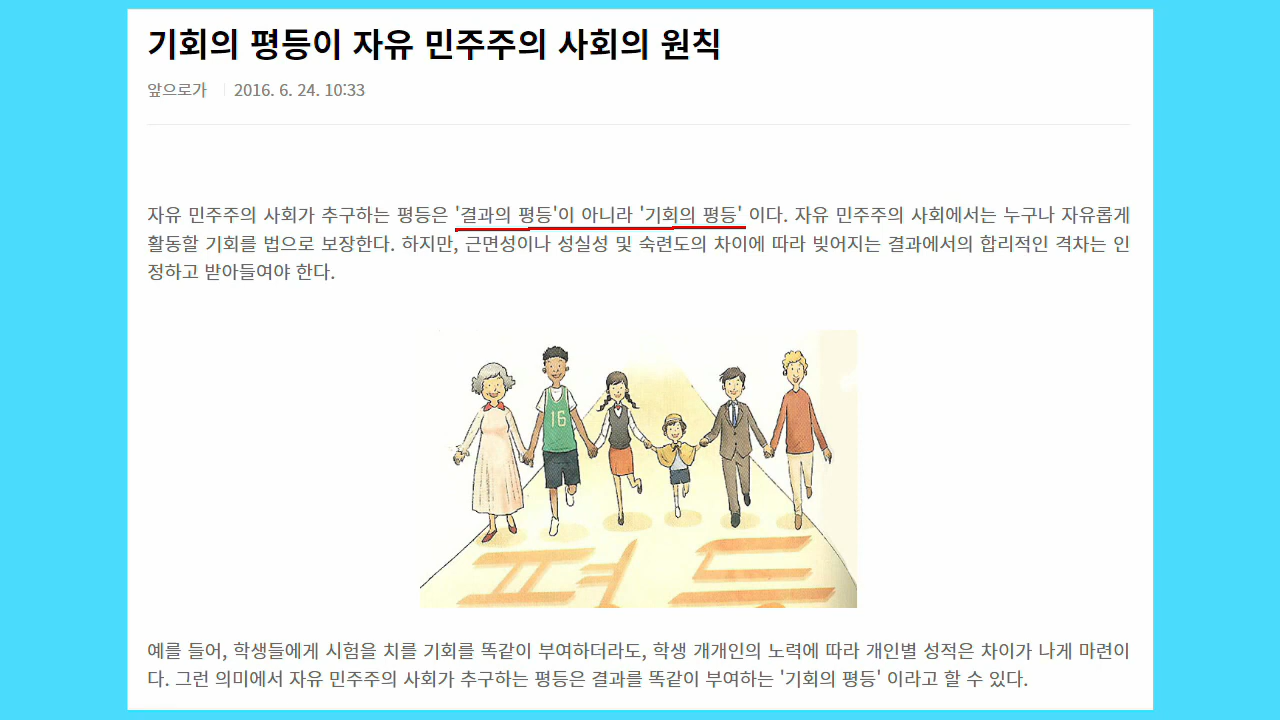 기회의 평등이 자유 민주주의 사회의 원칙
앞으로가 2016. 6. 24. 10:33
자유 민주주의 사회가 추구하는 평등은 '결과의 평등'이 아니라 '기회의 평등' 이다. 자유 민주주의 사회에서는 누구나 자유롭게
활동할 기회를 법으로 보장한다. 하지만, 근면성이나 성실성 및 숙련도의 차이에 따라 빚어지는 결과에서의 합리적인 격차는 인
정하고 받아들여야 한다.
16
평등
예를 들어, 학생들에게 시험을 치를 기회를 똑같이 부여하더라도, 학생 개개인의 노력에 따라 개인별 성적은 차이가 나게 마련이
다. 그런 의미에서 자유 민주주의 사회가 추구하는 평등은 결과를 똑같이 부여하는 '기회의 평등' 이라고 할 수 있다.